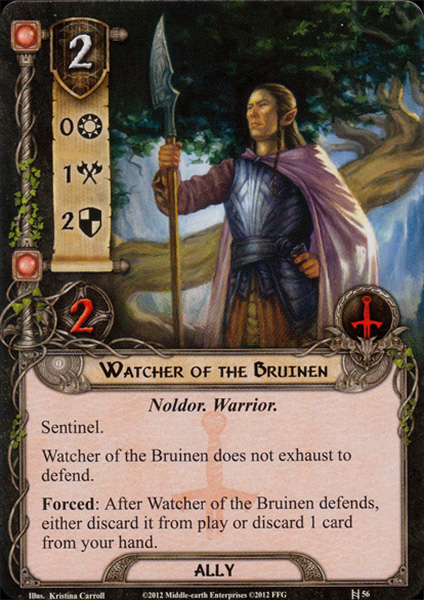 2
0
1
2
2
WATCHER OF THE BRUINEN
Noldor. Warrior.
Sentinel.
Watcher of the Bruinen does not exhaust to
defend.
Forced: After Watcher of the Bruinen defends,
either discard it from play or discard 1 card
from your hand.
ALLY
Illus. Kristina Carroll
©2012 Middle-earth Enterprises ©2012 FFG
56